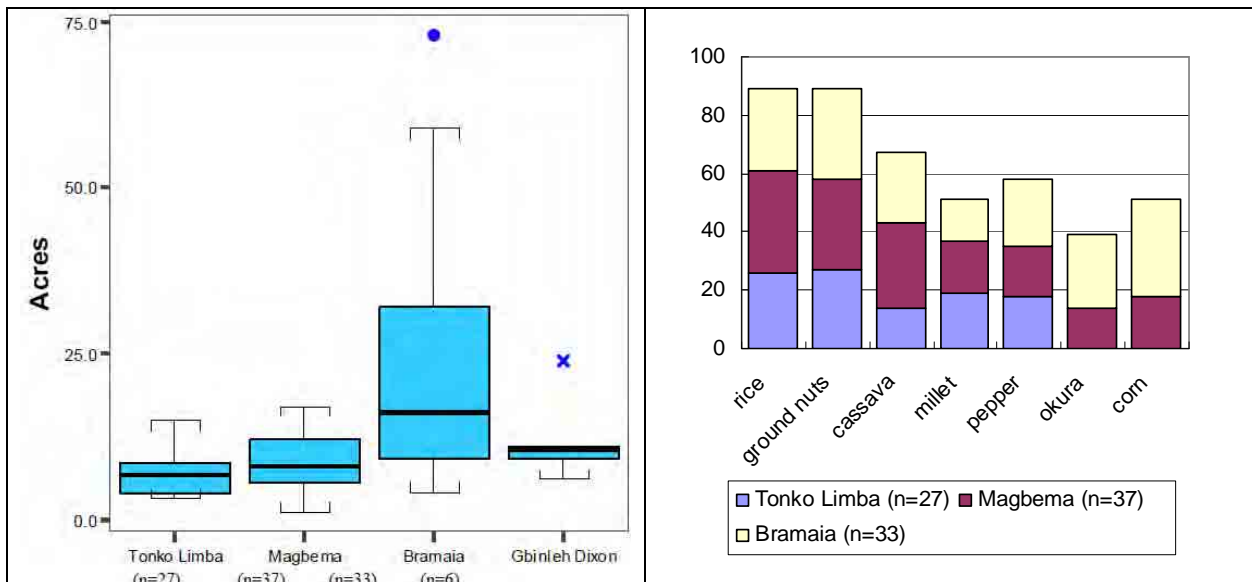 75.0
50.0
25.0
0.0
Acres
Tonko Limba Magbema Bramaia Gbinleh Dixon
(n=27) (n=37) (n=33) (n=6)
100
80
60
40
20
0
rice ground nuts cassava millet pepper okura corn
Tonko Limba (n=27) Magbema (n=37)
Bramaia (n=33)